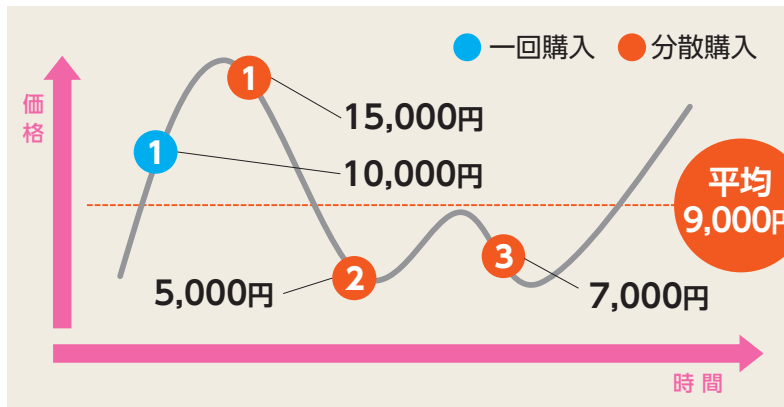 一回購入 分散購入
価格
1
15,000円
1
10,000円
平均
9,000円
5,000円
2
3
7,000円
時間